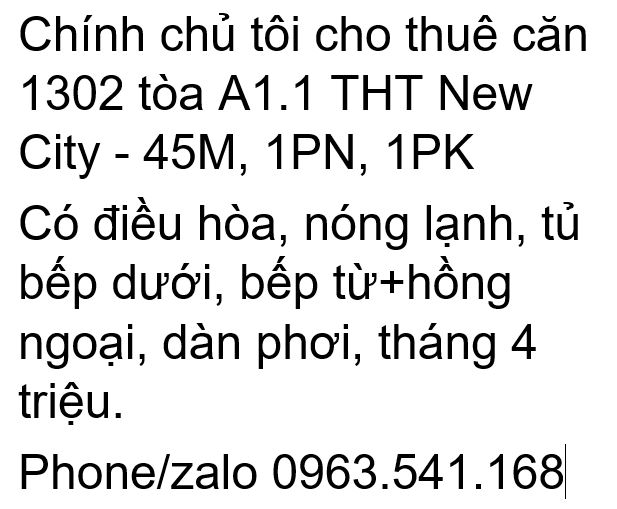 Chính chủ tôi cho thuê căn
1302 tòa A1.1 THT New
City - 45M, 1PN, 1PK
Có điều hòa, nóng lạnh, tủ
bếp dưới, bếp từ+hồng
ngoại, dàn phơi, tháng 4
triệu.
Phone/zalo 0963.541.168